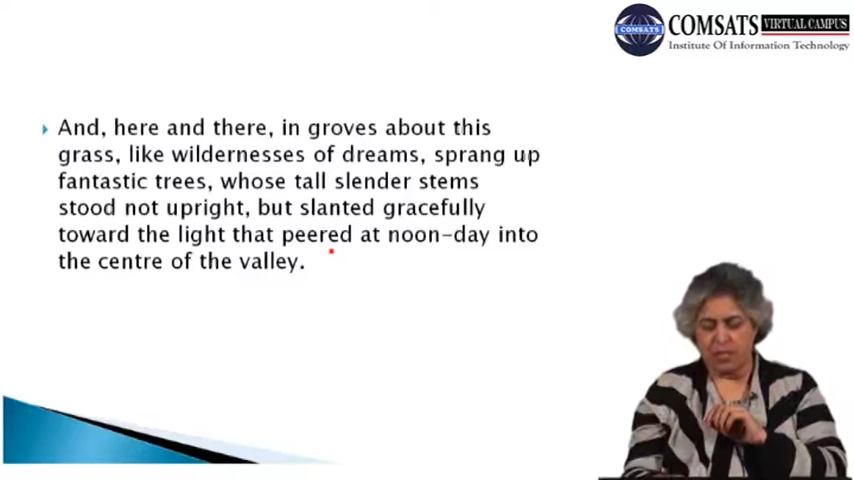 COMSATS
COMSATS VIRTUAL CAMPUS
Institute Of Information Technology
And, here and there, in groves about this
grass, like wildernesses of dreams, sprang up
fantastic trees, whose tall slender stems
stood not upright, but slanted gracefully
toward the light that peered at noon-day into
the centre of the valley.